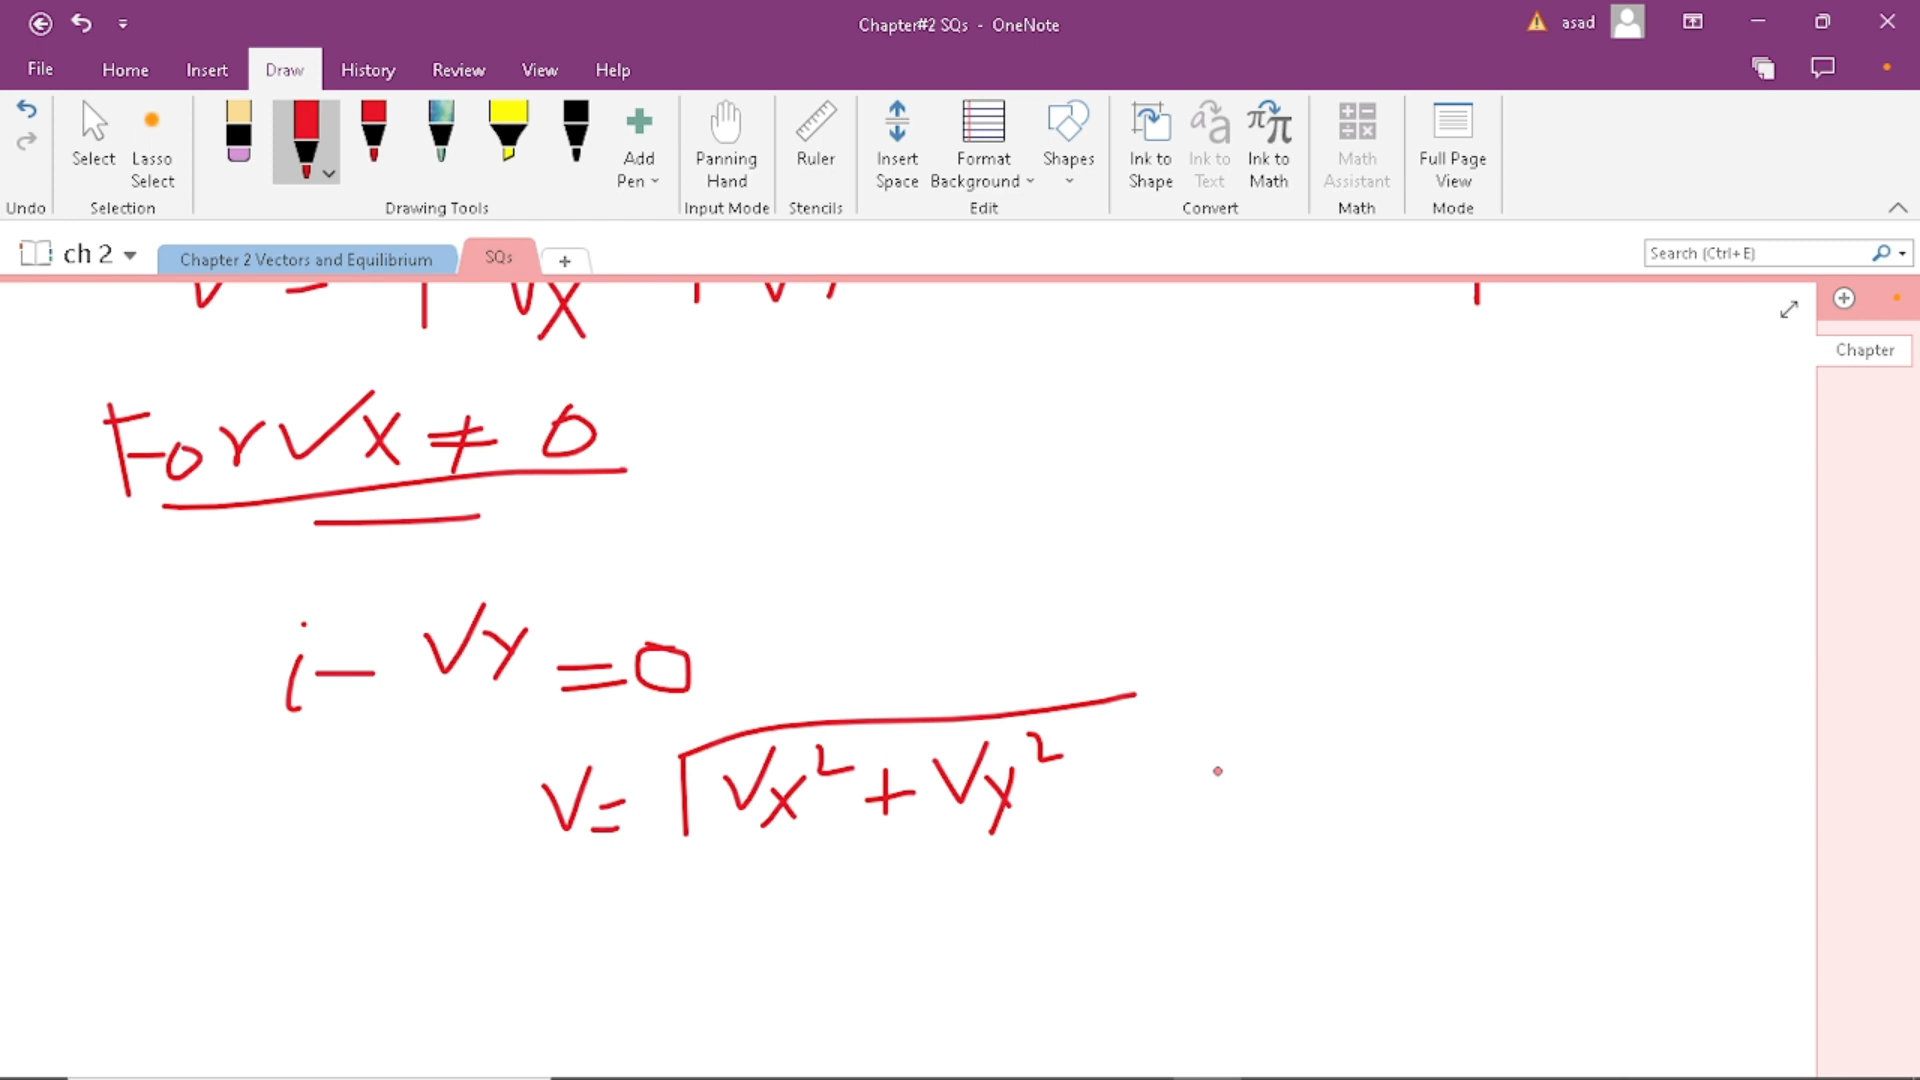 Chapter#2 SQs - OneNote
asad
File Home Insert Draw History Review View Help
Select
Lasso Select
Add Pen
Panning Hand
Ruler
Insert Space
Format Background
Shapes
Ink to Shape
Ink to Text
Ink to Math
Math Assistant
Full Page View
Undo Selection Drawing Tools Input Mode Stencils Edit Convert Math Mode
ch 2 Chapter 2 Vectors and Equilibrium SQs + Search (Ctrl+E)
Chapter
For Vx ≠ 0
i- Vy = 0
V = √Vx² + Vy²